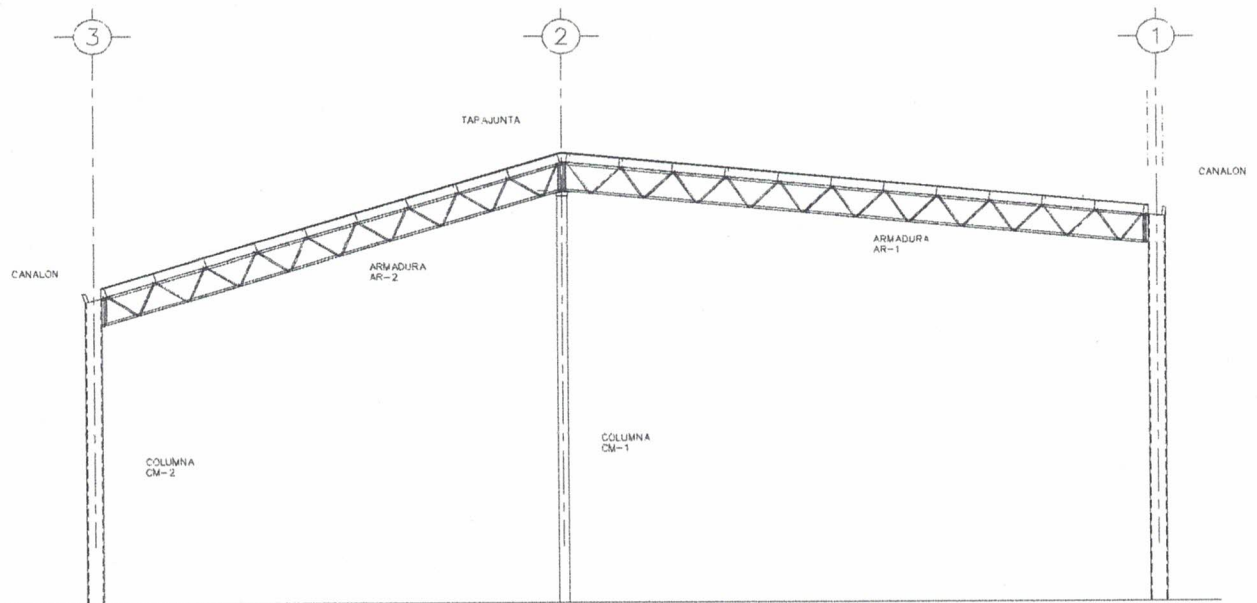 3
2
1
TAPAJUNTA
CANALON
ARMADURA
AR-1
CANALON
ARMADURA
AR-2
COLUMNA
CM-1
COLUMNA
CM-2